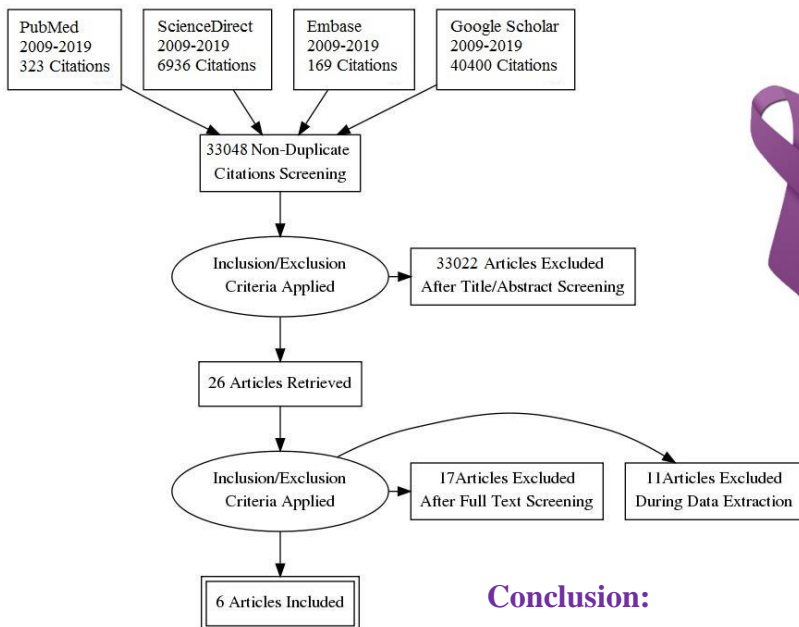 PubMed
2009-2019
323 Citations
ScienceDirect
2009-2019
6936 Citations
Embase
2009-2019
169 Citations
Google Scholar
2009-2019
40400 Citations
33048 Non-Duplicate
Citations Screening
Inclusion/Exclusion
Criteria Applied
33022 Articles Excluded
After Title/Abstract Screening
26 Articles Retrieved
Inclusion/Exclusion
Criteria Applied
17Articles Excluded
After Full Text Screening
11Articles Excluded
During Data Extraction
6 Articles Included
Conclusion: